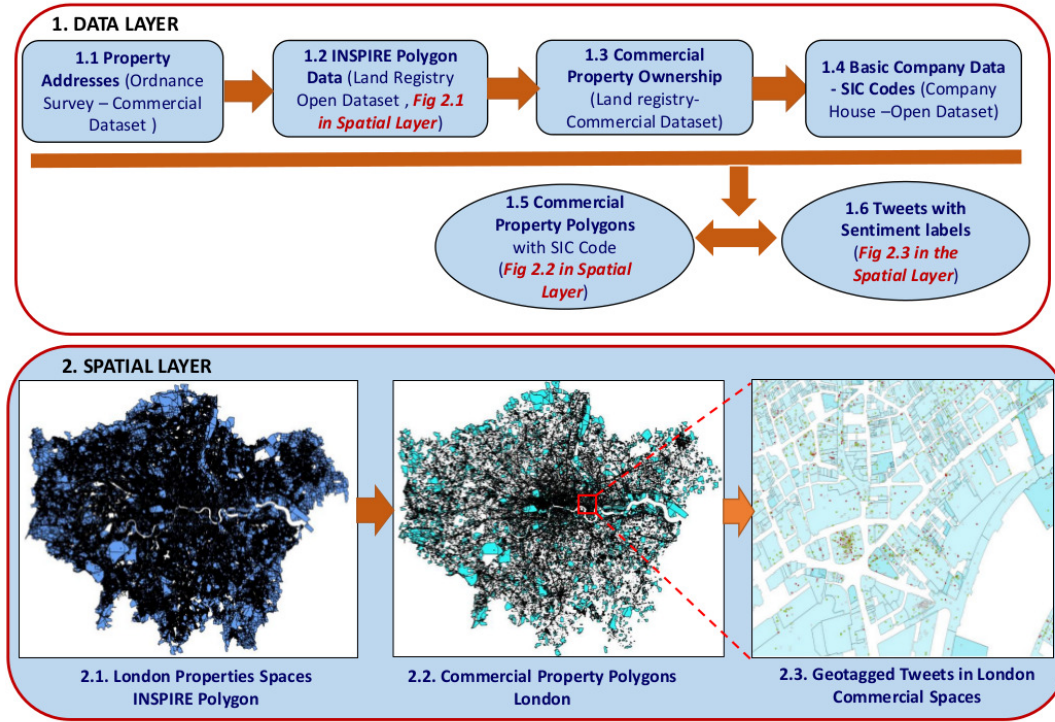 1. DATA LAYER
1.1 Property
Addresses (Ordnance
Survey – Commercial
Dataset )
1.2 INSPIRE Polygon
Data (Land Registry
Open Dataset , Fig 2.1
in Spatial Layer)
1.3 Commercial
Property Ownership
(Land registry-
Commercial Dataset)
1.4 Basic Company Data
- SIC Codes (Company
House –Open Dataset)
1.5 Commercial
Property Polygons
with SIC Code
(Fig 2.2 in Spatial
Layer)
1.6 Tweets with
Sentiment labels
(Fig 2.3 in the
Spatial Layer)
2. SPATIAL LAYER
2.1. London Properties Spaces
INSPIRE Polygon
2.2. Commercial Property Polygons
London
2.3. Geotagged Tweets in London
Commercial Spaces